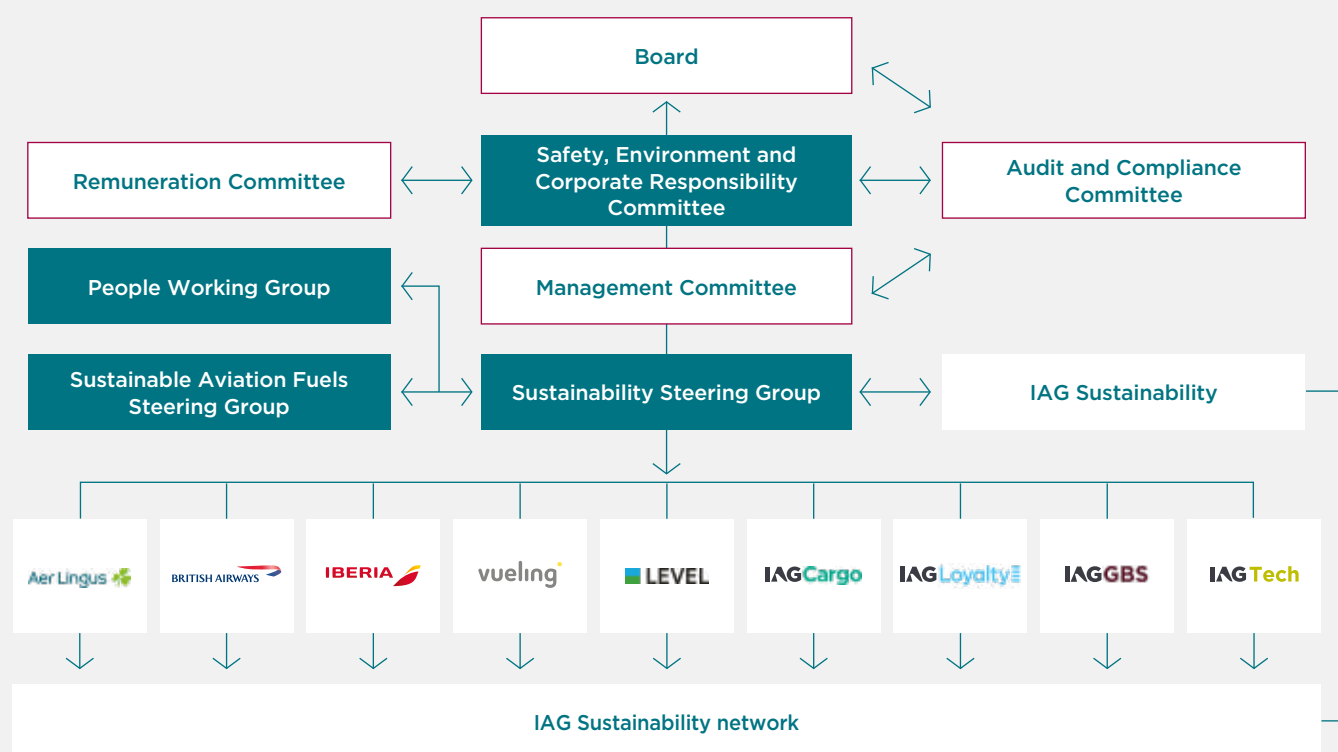 Board
Safety, Environment and
Corporate Responsibility
Committee
Remuneration Committee
Audit and Compliance
Committee
People Working Group
Management Committee
Sustainable Aviation Fuels
Steering Group
Sustainability Steering Group
IAG Sustainability
Aer Lingus
BRITISH AIRWAYS
IBERIA
vueling
LEVEL
IAGCargo
IAGLoyalty
IAGGBS
IAGTech
IAG Sustainability network